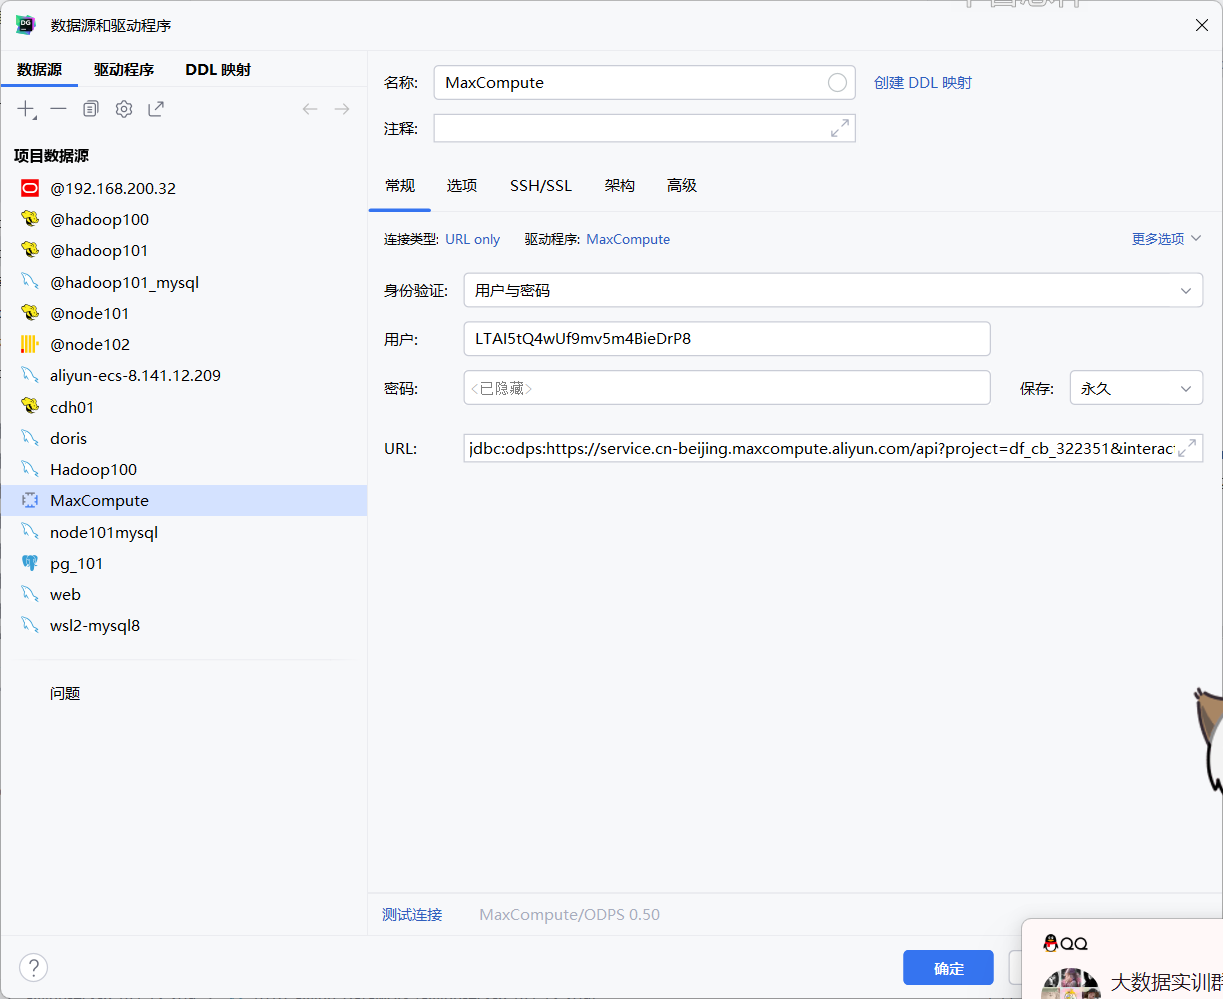 数据源和驱动程序
数据源 驱动程序 DDL 映射
项目数据源
@192.168.200.32
@hadoop100
@hadoop101
@hadoop101_mysql
@node101
@node102
aliyun-ecs-8.141.12.209
cdh01
doris
Hadoop100
MaxCompute
node101mysql
pg_101
web
wsl2-mysql8
问题
名称: MaxCompute 创建 DDL 映射
注释:
常规 选项 SSH/SSL 架构 高级
连接类型: URL only 驱动程序: MaxCompute 更多选项
身份验证: 用户与密码
用户: LTAI5tQ4wUf9mv5m4BieDrP8
密码: <已隐藏> 保存: 永久
URL: jdbc:odps:https://service.cn-beijing.maxcompute.aliyun.com/api?project=df_cb_322351&interac
测试连接 MaxCompute/ODPS 0.50
? 确定
QQ
大数据实训群